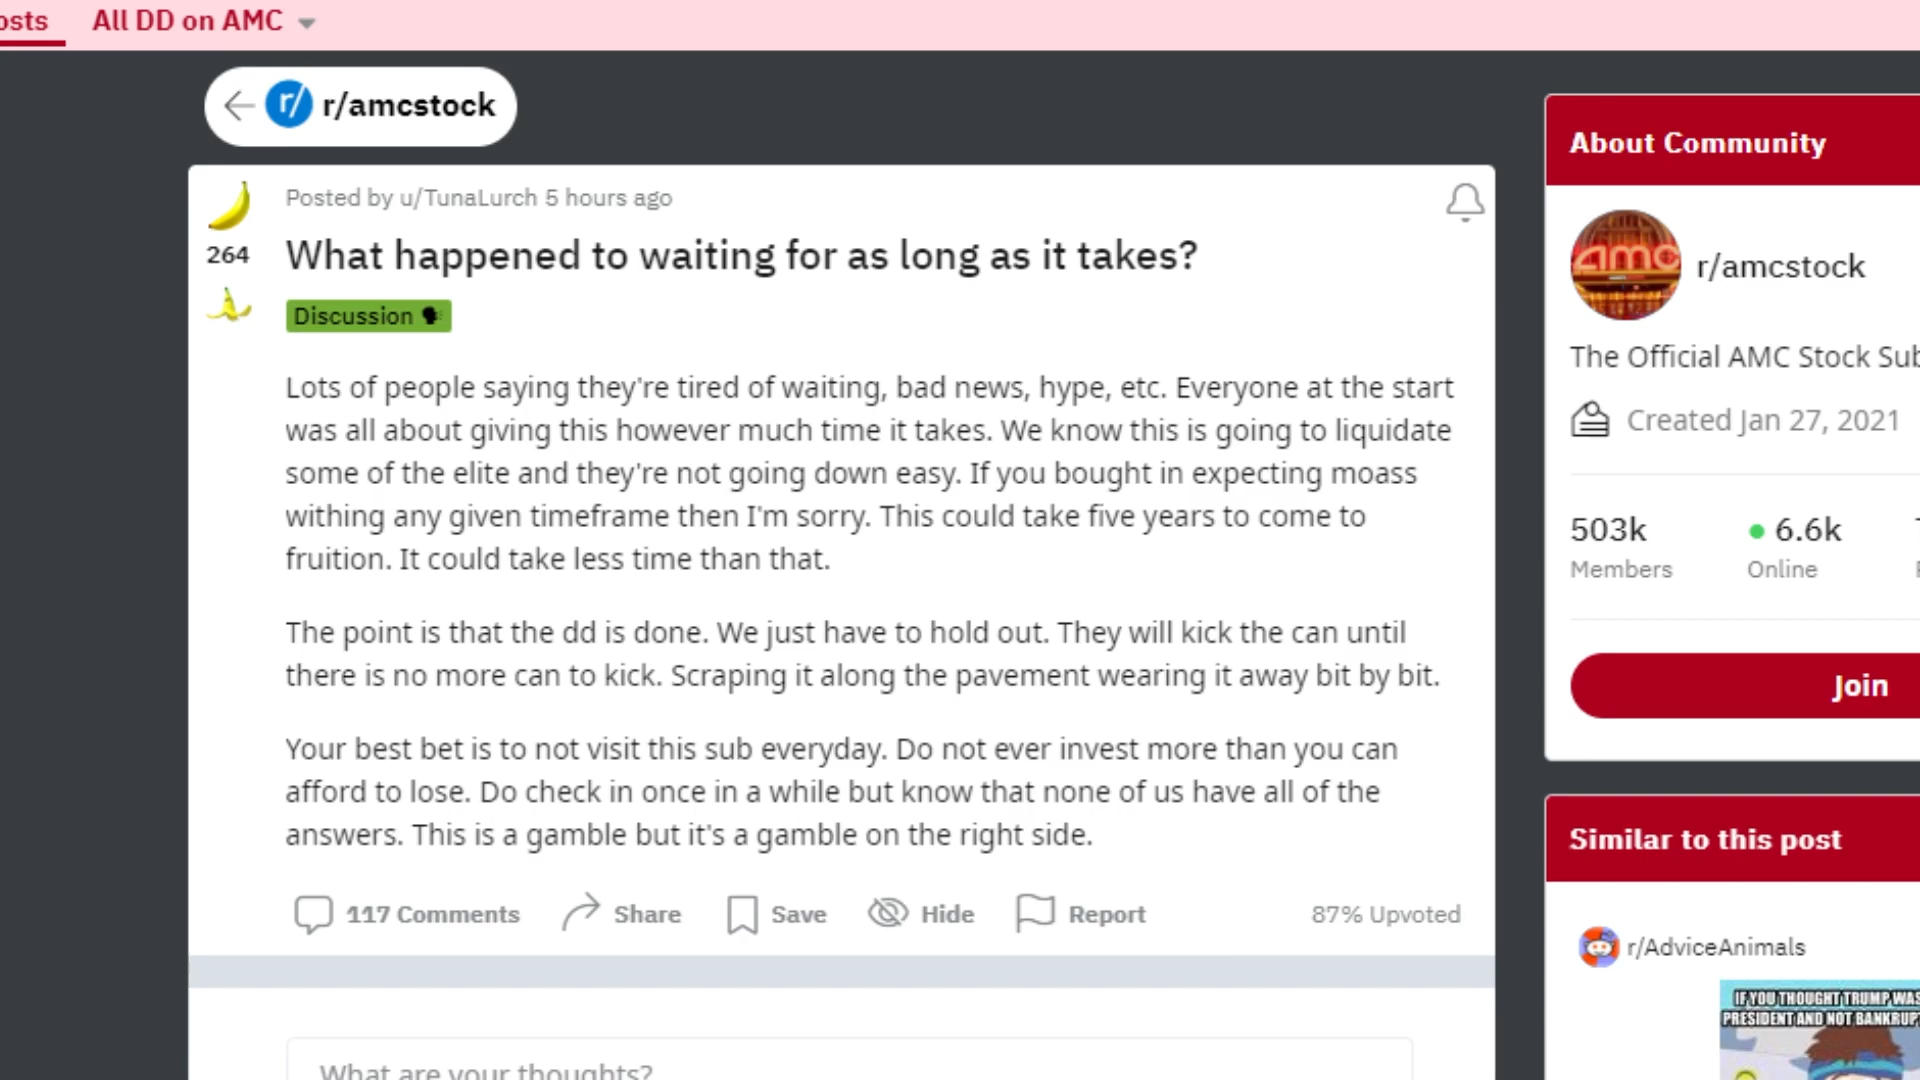 osts
All DD on AMC
r/ r/amcstock
Posted by u/TunaLurch 5 hours ago
264
What happened to waiting for as long as it takes?
Discussion 🗣
Lots of people saying they're tired of waiting, bad news, hype, etc. Everyone at the start
was all about giving this however much time it takes. We know this is going to liquidate
some of the elite and they're not going down easy. If you bought in expecting moass
withing any given timeframe then I'm sorry. This could take five years to come to
fruition. It could take less time than that.
The point is that the dd is done. We just have to hold out. They will kick the can until
there is no more can to kick. Scraping it along the pavement wearing it away bit by bit.
Your best bet is to not visit this sub everyday. Do not ever invest more than you can
afford to lose. Do check in once in a while but know that none of us have all of the
answers. This is a gamble but it's a gamble on the right side.
117 Comments Share Save Hide Report 87% Upvoted
What are your thoughts?
About Community
amc
r/amcstock
The Official AMC Stock Sub
Created Jan 27, 2021
503k 6.6k
Members Online
Join
Similar to this post
r/AdviceAnimals
IF YOU THOUGHT TRUMP WAS
PRESIDENT AND NOT BANKRUPT